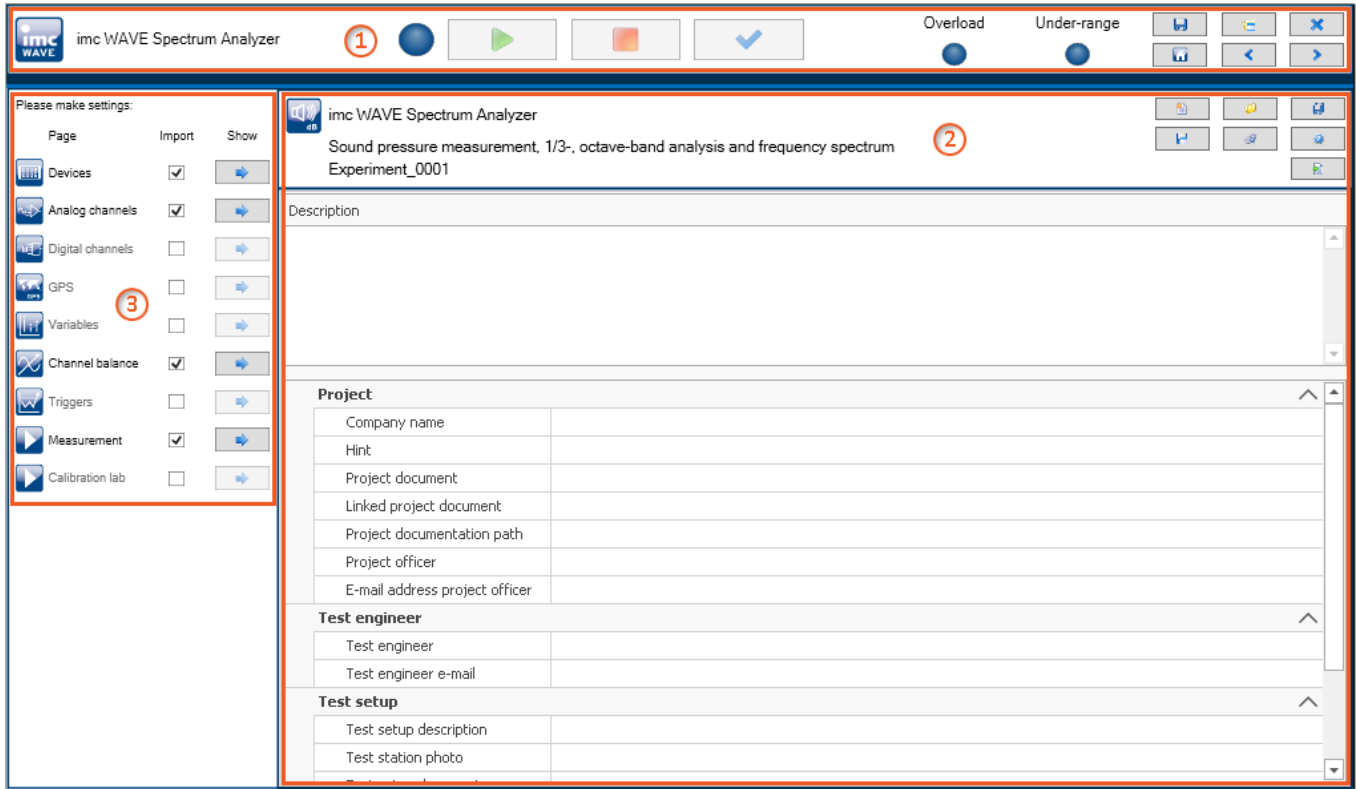 imc
WAVE
imc WAVE Spectrum Analyzer
1
Overload
Under-range
Please make settings:
Page Import Show
Devices
Analog channels
Digital channels
GPS
GPS
Variables
Channel balance
Triggers
Measurement
Calibration lab
3
dB
imc WAVE Spectrum Analyzer
Sound pressure measurement, 1/3-, octave-band analysis and frequency spectrum
Experiment_0001
2
Description
Project
Company name
Hint
Project document
Linked project document
Project documentation path
Project officer
E-mail address project officer
Test engineer
Test engineer
Test engineer e-mail
Test setup
Test setup description
Test station photo